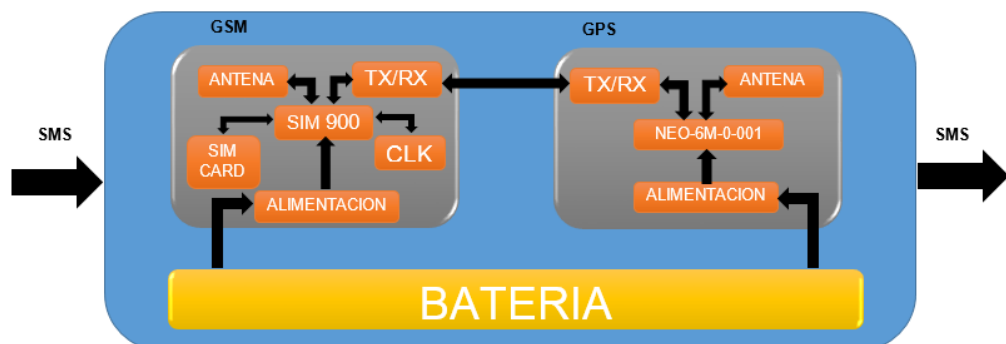 GSM
GPS
ANTENA
TX/RX
TX/RX
ANTENA
SMS
SIM 900
NEO-6M-0-001
SMS
SIM
CARD
CLK
ALIMENTACION
ALIMENTACION
BATERIA